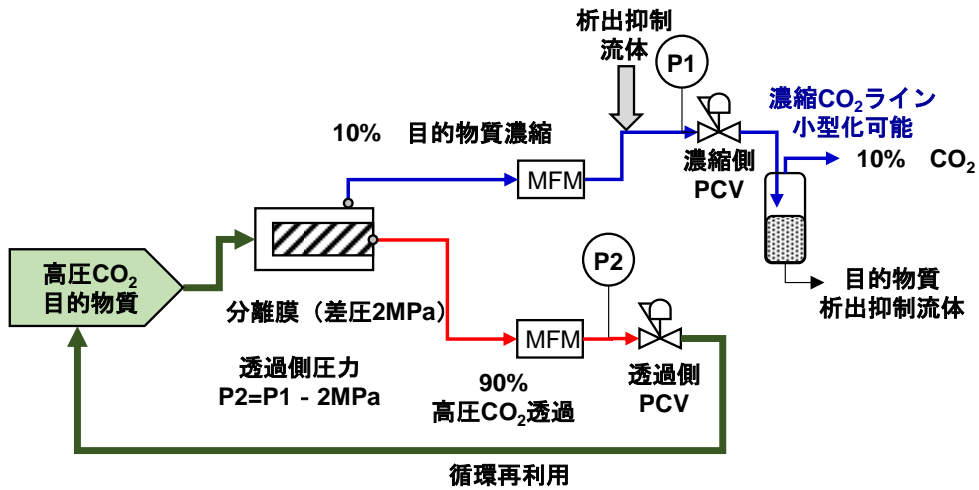 析出抑制
流体
P1
濃縮CO₂ライン
小型化可能
10% 目的物質濃縮
MFM
濃縮側
PCV
10% CO₂
高圧CO₂
目的物質
分離膜（差圧2MPa）
P2
目的物質
析出抑制流体
MFM
透過側圧力
P2=P1 - 2MPa
90%
高圧CO₂透過
透過側
PCV
循環再利用